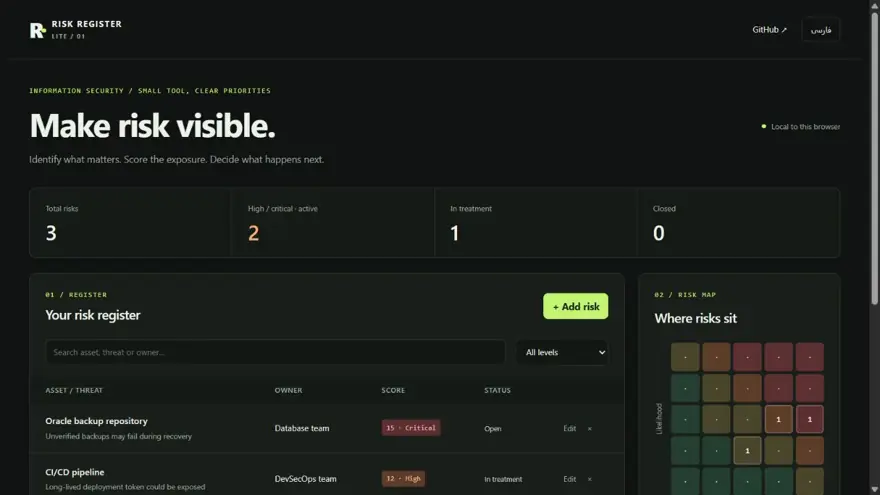 RISK REGISTER
LITE / 01
GitHub ↗
فارسی
INFORMATION SECURITY / SMALL TOOL, CLEAR PRIORITIES
Make risk visible.
Local to this browser
Identify what matters. Score the exposure. Decide what happens next.
Total risks
3
High / critical · active
2
In treatment
1
Closed
0
01 / REGISTER
Your risk register
+ Add risk
Search asset, threat or owner...
All levels
ASSET / THREAT OWNER SCORE STATUS
Oracle backup repository
Unverified backups may fail during recovery
Database team
15 · Critical
Open
Edit ×
CI/CD pipeline
Long-lived deployment token could be exposed
DevSecOps team
12 · High
In treatment
Edit ×
02 / RISK MAP
Where risks sit
Likelihood
1 1
1